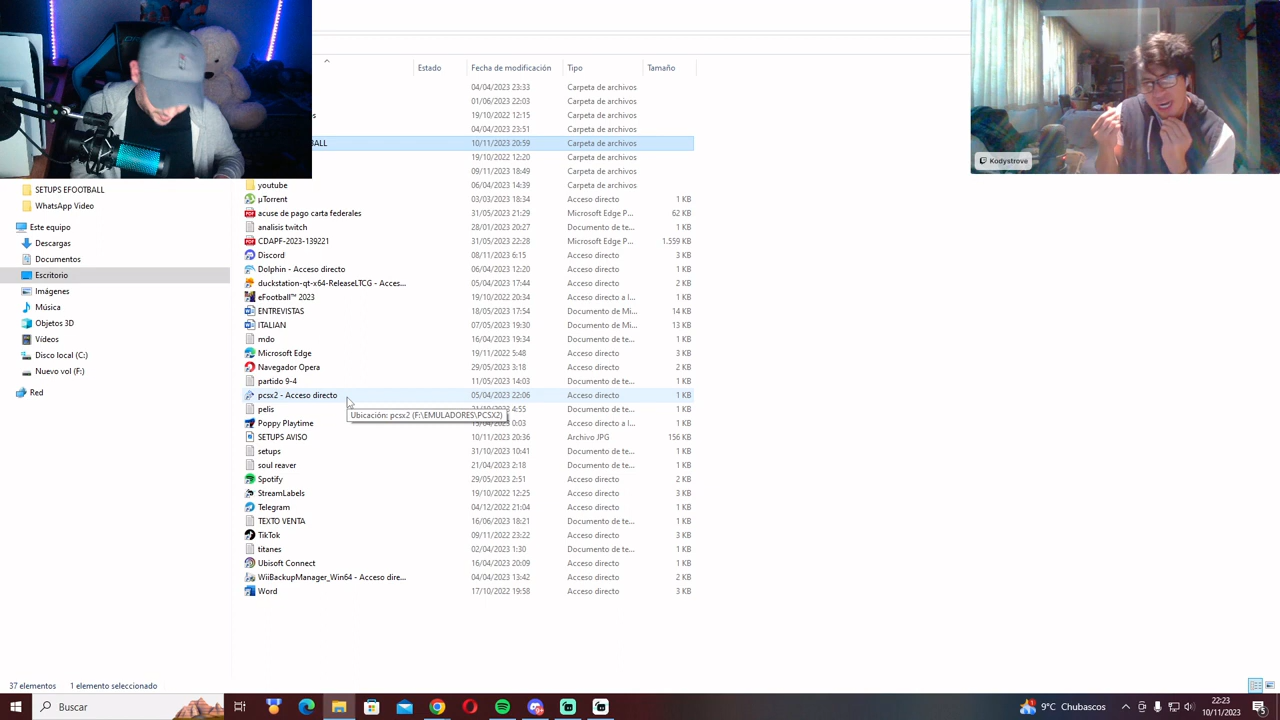 Estado Fecha de modificación Tipo Tamaño
04/04/2023 23:33 Carpeta de archivos
01/06/2023 22:03 Carpeta de archivos
19/10/2022 12:15 Carpeta de archivos
04/04/2023 23:51 Carpeta de archivos
10/11/2023 20:59 Carpeta de archivos
19/10/2022 12:20 Carpeta de archivos
09/11/2023 18:49 Carpeta de archivos
youtube 06/04/2023 14:39 Carpeta de archivos
µTorrent 03/03/2023 18:34 Acceso directo 1 KB
acuse de pago carta federales 31/05/2023 21:29 Microsoft Edge P... 62 KB
analisis twitch 28/01/2023 20:27 Documento de te... 1 KB
CDAPF-2023-139221 31/05/2023 22:28 Microsoft Edge P... 1.559 KB
Discord 08/11/2023 6:15 Acceso directo 3 KB
Dolphin - Acceso directo 06/04/2023 12:20 Acceso directo 1 KB
duckstation-qt-x64-ReleaseLTCG - Acces... 05/04/2023 17:44 Acceso directo 2 KB
eFootball™ 2023 19/10/2022 20:34 Acceso directo a I... 1 KB
ENTREVISTAS 18/05/2023 17:54 Documento de Mi... 14 KB
ITALIAN 07/05/2023 19:30 Documento de Mi... 13 KB
mdo 16/04/2023 19:34 Documento de te... 1 KB
Microsoft Edge 19/11/2022 5:48 Acceso directo 3 KB
Navegador Opera 29/05/2023 3:18 Acceso directo 2 KB
partido 9-4 11/05/2023 14:03 Documento de te... 1 KB
pcsx2 - Acceso directo 05/04/2023 22:06 Acceso directo 1 KB
Ubicación: pcsx2 (F:\EMULADORES\PCSX2)
pelis 4:55 Documento de te... 1 KB
Poppy Playtime 0:03 Acceso directo a I... 1 KB
SETUPS AVISO 10/11/2023 20:36 Archivo JPG 156 KB
setups 31/10/2023 10:41 Documento de te... 1 KB
soul reaver 21/04/2023 2:18 Documento de te... 1 KB
Spotify 29/05/2023 2:51 Acceso directo 2 KB
StreamLabels 19/10/2022 12:25 Acceso directo 3 KB
Telegram 04/12/2022 21:04 Acceso directo 2 KB
TEXTO VENTA 16/06/2023 18:21 Documento de te... 1 KB
TikTok 09/11/2022 23:22 Acceso directo 3 KB
titanes 02/04/2023 1:30 Documento de te... 1 KB
Ubisoft Connect 16/04/2023 20:09 Acceso directo 1 KB
WiiBackupManager_Win64 - Acceso dire... 04/04/2023 13:42 Acceso directo 2 KB
Word 17/10/2022 19:58 Acceso directo 3 KB
SETUPS EFOOTBALL
WhatsApp Video
Este equipo
Descargas
Documentos
Escritorio
Imágenes
Música
Objetos 3D
Vídeos
Disco local (C:)
Nuevo vol (F:)
Red
Kodystrove
37 elementos 1 elemento seleccionado
Buscar
9°C Chubascos
22:23
10/11/2023